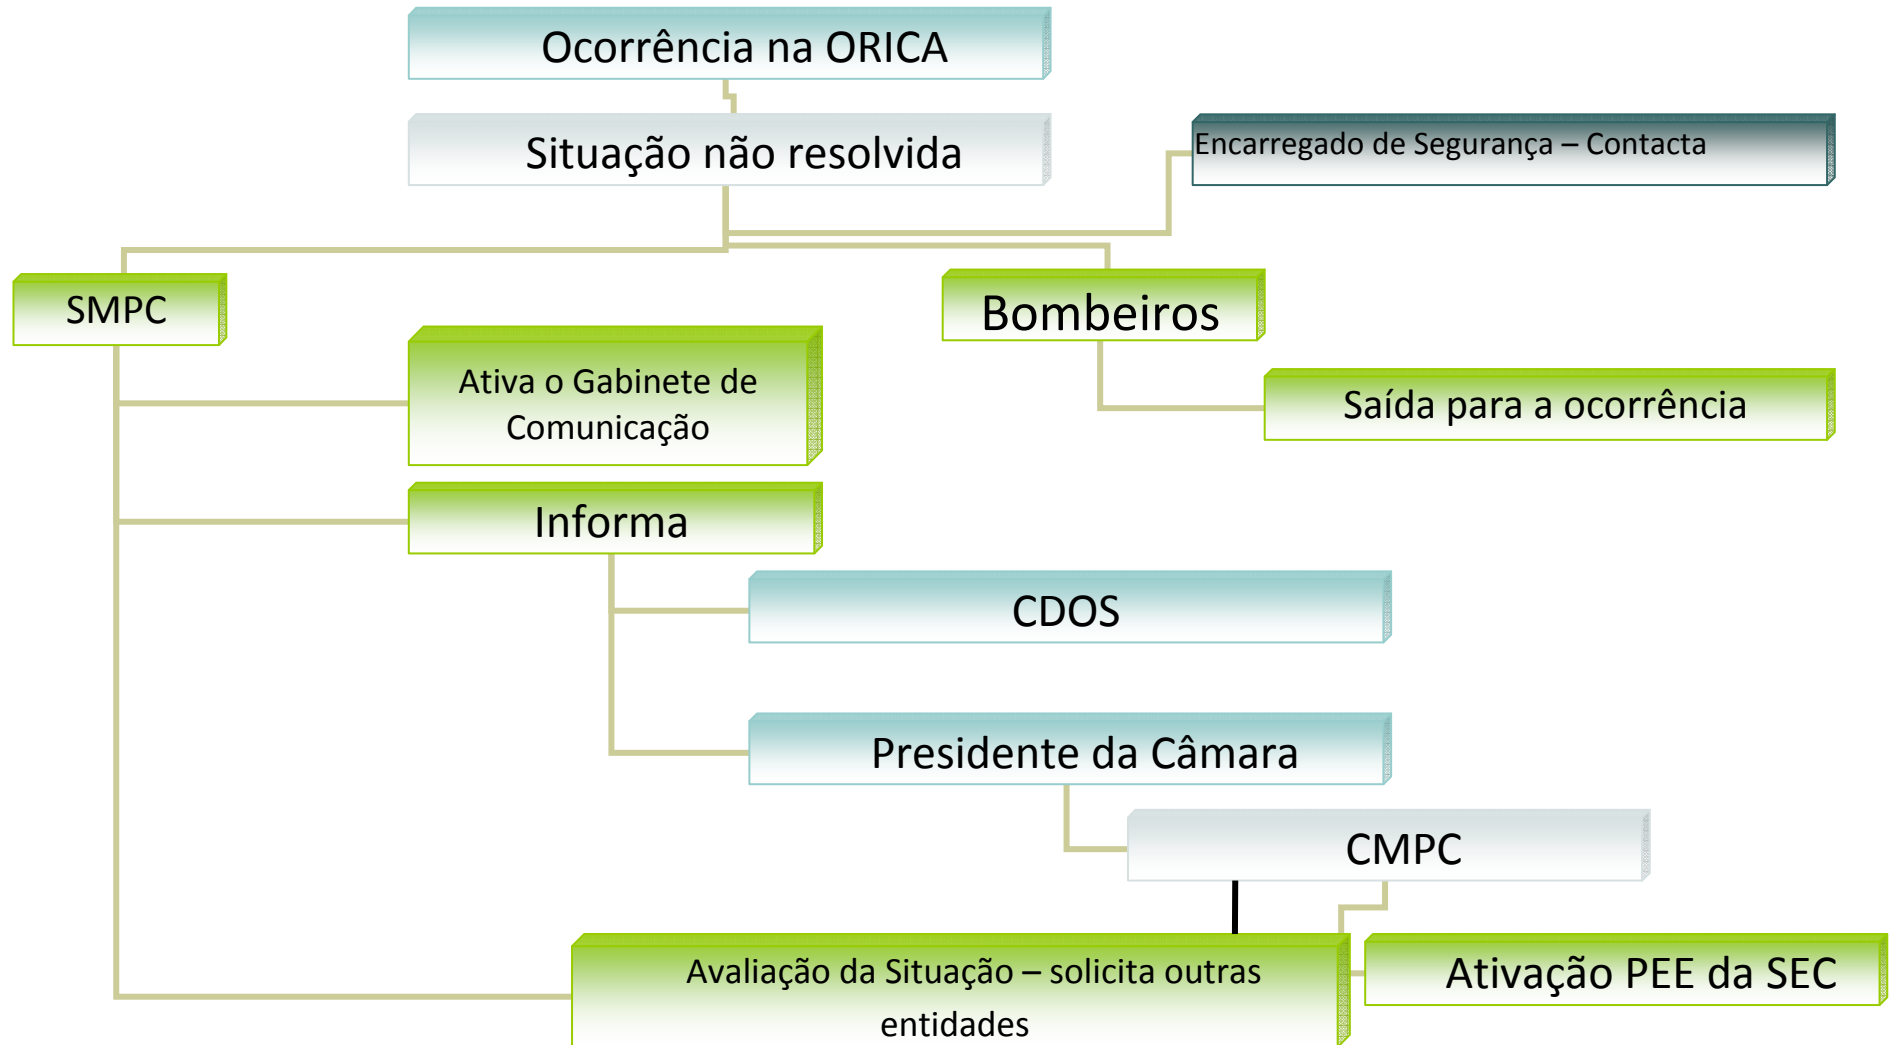 Ocorrência na ORICA
Situação não resolvida
Encarregado de Segurança – Contacta
SMPC
Bombeiros
Ativa o Gabinete de
Comunicação
Saída para a ocorrência
Informa
CDOS
Presidente da Câmara
CMPC
Avaliação da Situação – solicita outras
entidades
Ativação PEE da SEC